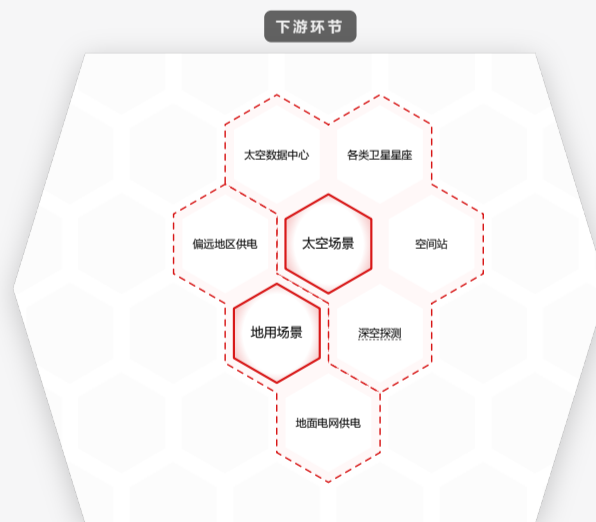 下游环节
太空数据中心
各类卫星星座
偏远地区供电
太空场景
空间站
地用场景
深空探测
地面电网供电